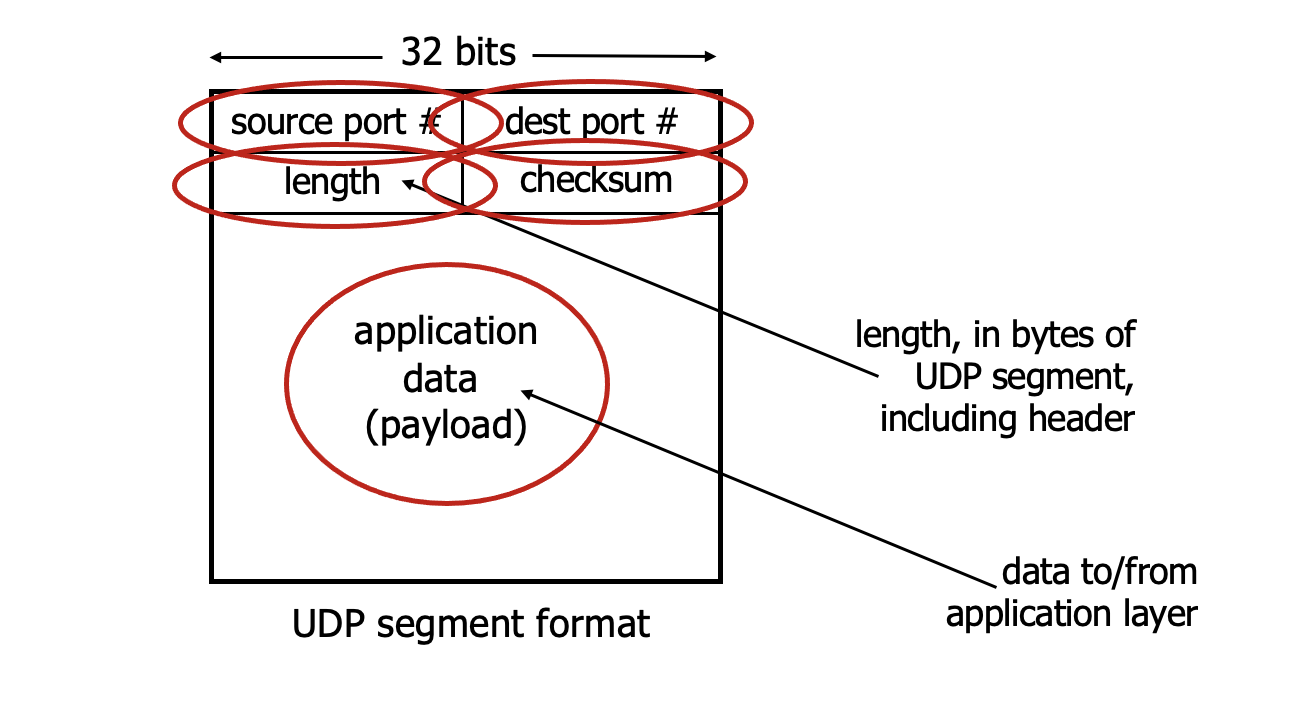 32 bits
source port #
dest port #
length
checksum
application
data
(payload)
length, in bytes of
UDP segment,
including header
data to/from
application layer
UDP segment format